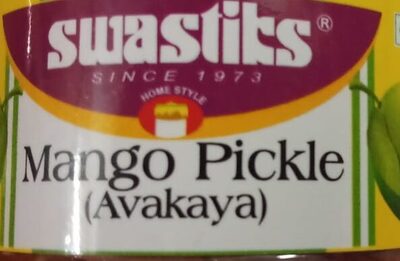 swastiks®
SINCE 1973
HOME STYLE
Mango Pickle
(Avakaya)